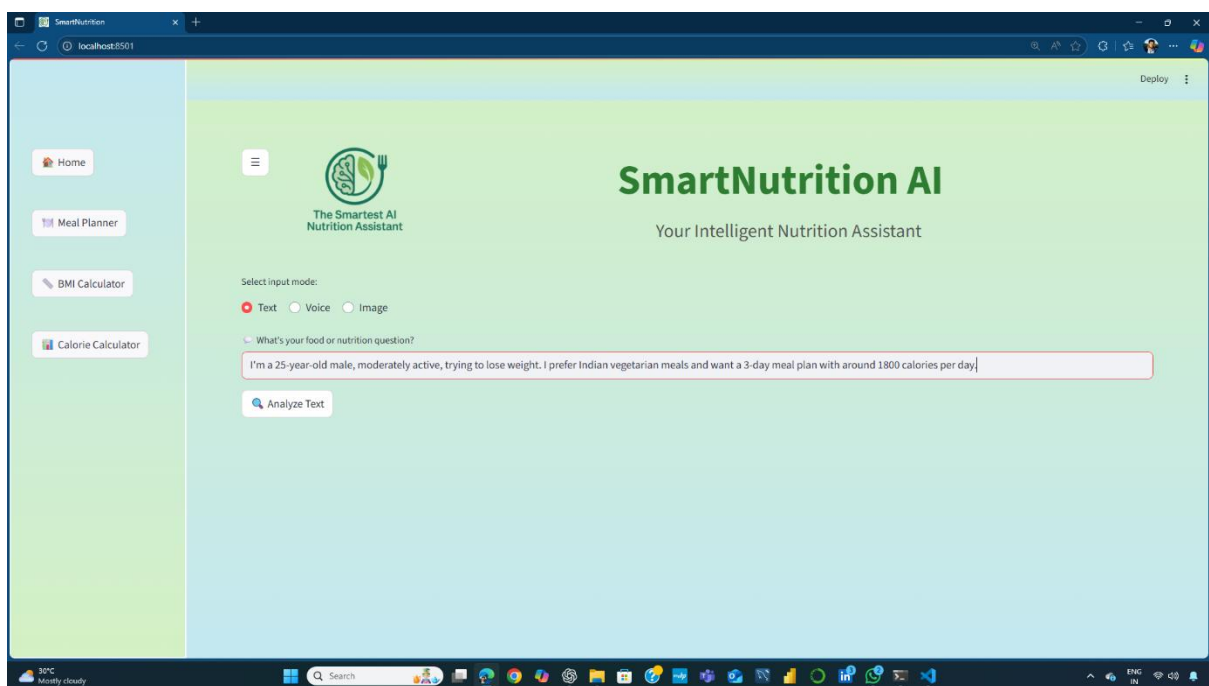 SmartNutrition
localhost:8501
Deploy
Home
Meal Planner
BMI Calculator
Calorie Calculator
The Smartest AI
Nutrition Assistant
SmartNutrition AI
Your Intelligent Nutrition Assistant
Select input mode:
Text Voice Image
What's your food or nutrition question?
I'm a 25-year-old male, moderately active, trying to lose weight. I prefer Indian vegetarian meals and want a 3-day meal plan with around 1800 calories per day.
Analyze Text
30°C
Mostly cloudy
Search
ENG
IN